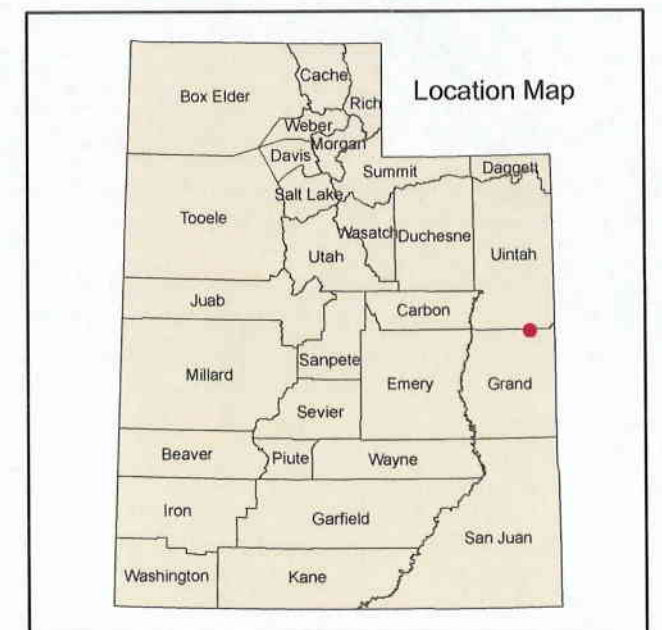 Location Map
Cache
Box Elder
Rich
Weber
Morgan
Davis
Summit
Daggett
Salt Lake
Tooele
Wasatch
Duchesne
Utah
Uintah
Juab
Carbon
Sanpete
Millard
Emery
Grand
Sevier
Beaver
Piute
Wayne
Iron
Garfield
San Juan
Washington
Kane